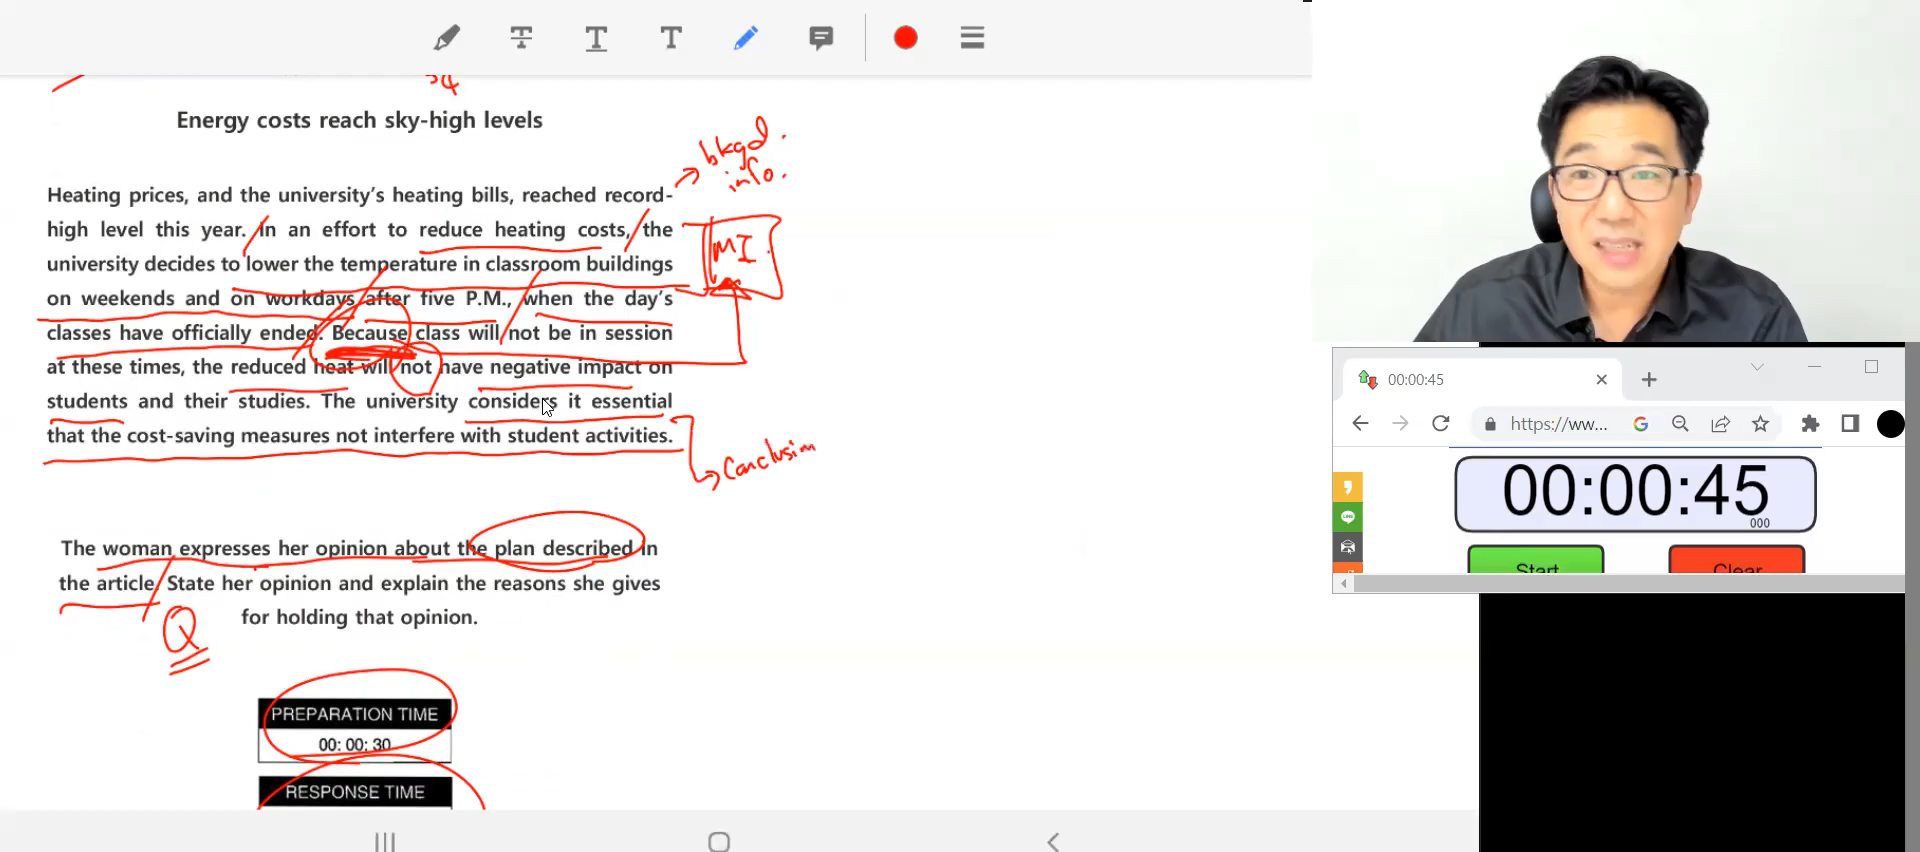 34
Energy costs reach sky-high levels
bkgd.
info.
Heating prices, and the university's heating bills, reached record-
high level this year. In an effort to reduce heating costs, the
MI
university decides to lower the temperature in classroom buildings
on weekends and on workdays after five P.M., when the day's
classes have officially ended. Because class will not be in session
at these times, the reduced heat will not have negative impact on
students and their studies. The university considers it essential
that the cost-saving measures not interfere with student activities.
Conclusion
The woman expresses her opinion about the plan described in
the article. State her opinion and explain the reasons she gives
for holding that opinion.
Q
PREPARATION TIME
00: 00: 30
RESPONSE TIME
00:00:45
https://ww...
00:00:45
000
Start
Clear